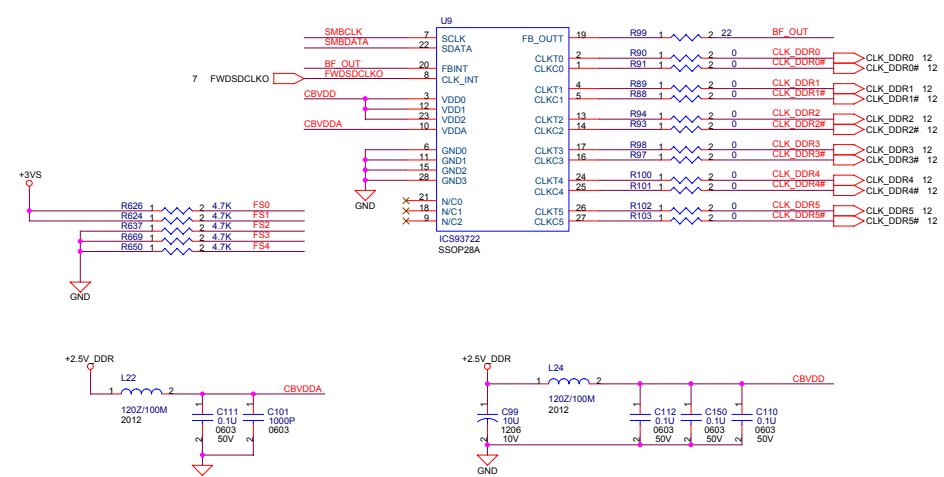 U9
SMBCLK 7 SCLK FB_OUTT 19 R99 1 2 22 BF_OUT
SMBDATA 22 SDATA
CLKT0 2 R90 1 2 0 CLK_DDR0 CLK_DDR0 12
BF_OUT 20 FBINT CLKC0 1 R91 1 2 0 CLK_DDR0# CLK_DDR0# 12
7 FWDSDCLKO FWDSDCLKO 8 CLK_INT
CLKT1 4 R89 1 2 0 CLK_DDR1 CLK_DDR1 12
CBVDD 3 VDD0 CLKC1 5 R88 1 2 0 CLK_DDR1# CLK_DDR1# 12
12 VDD1
23 VDD2 CLKT2 13 R94 1 2 0 CLK_DDR2 CLK_DDR2 12
CBVDDA 10 VDDA CLKC2 14 R93 1 2 0 CLK_DDR2# CLK_DDR2# 12
6 GND0 CLKT3 17 R98 1 2 0 CLK_DDR3 CLK_DDR3 12
11 GND1 CLKC3 16 R97 1 2 0 CLK_DDR3# CLK_DDR3# 12
15 GND2
28 GND3 CLKT4 24 R100 1 2 0 CLK_DDR4 CLK_DDR4 12
CLKC4 25 R101 1 2 0 CLK_DDR4# CLK_DDR4# 12
GND
21 N/C0
18 N/C1 CLKT5 26 R102 1 2 0 CLK_DDR5 CLK_DDR5 12
9 N/C2 CLKC5 27 R103 1 2 0 CLK_DDR5# CLK_DDR5# 12
ICS93722
SSOP28A
+3VS
R626 1 2 4.7K FS0
R624 1 2 4.7K FS1
R637 1 2 4.7K FS2
R669 1 2 4.7K FS3
R650 1 2 4.7K FS4
GND
+2.5V_DDR
L22
1 2 CBVDDA
120Z/100M
2012
1 2 C111
0.1U
0603
50V
1 2 C101
1000P
0603
+2.5V_DDR
L24
1 2 CBVDD
120Z/100M
2012
1 2 C99
10U
1206
10V
1 2 C112
0.1U
0603
50V
1 2 C150
0.1U
0603
50V
1 2 C110
0.1U
0603
50V
GND